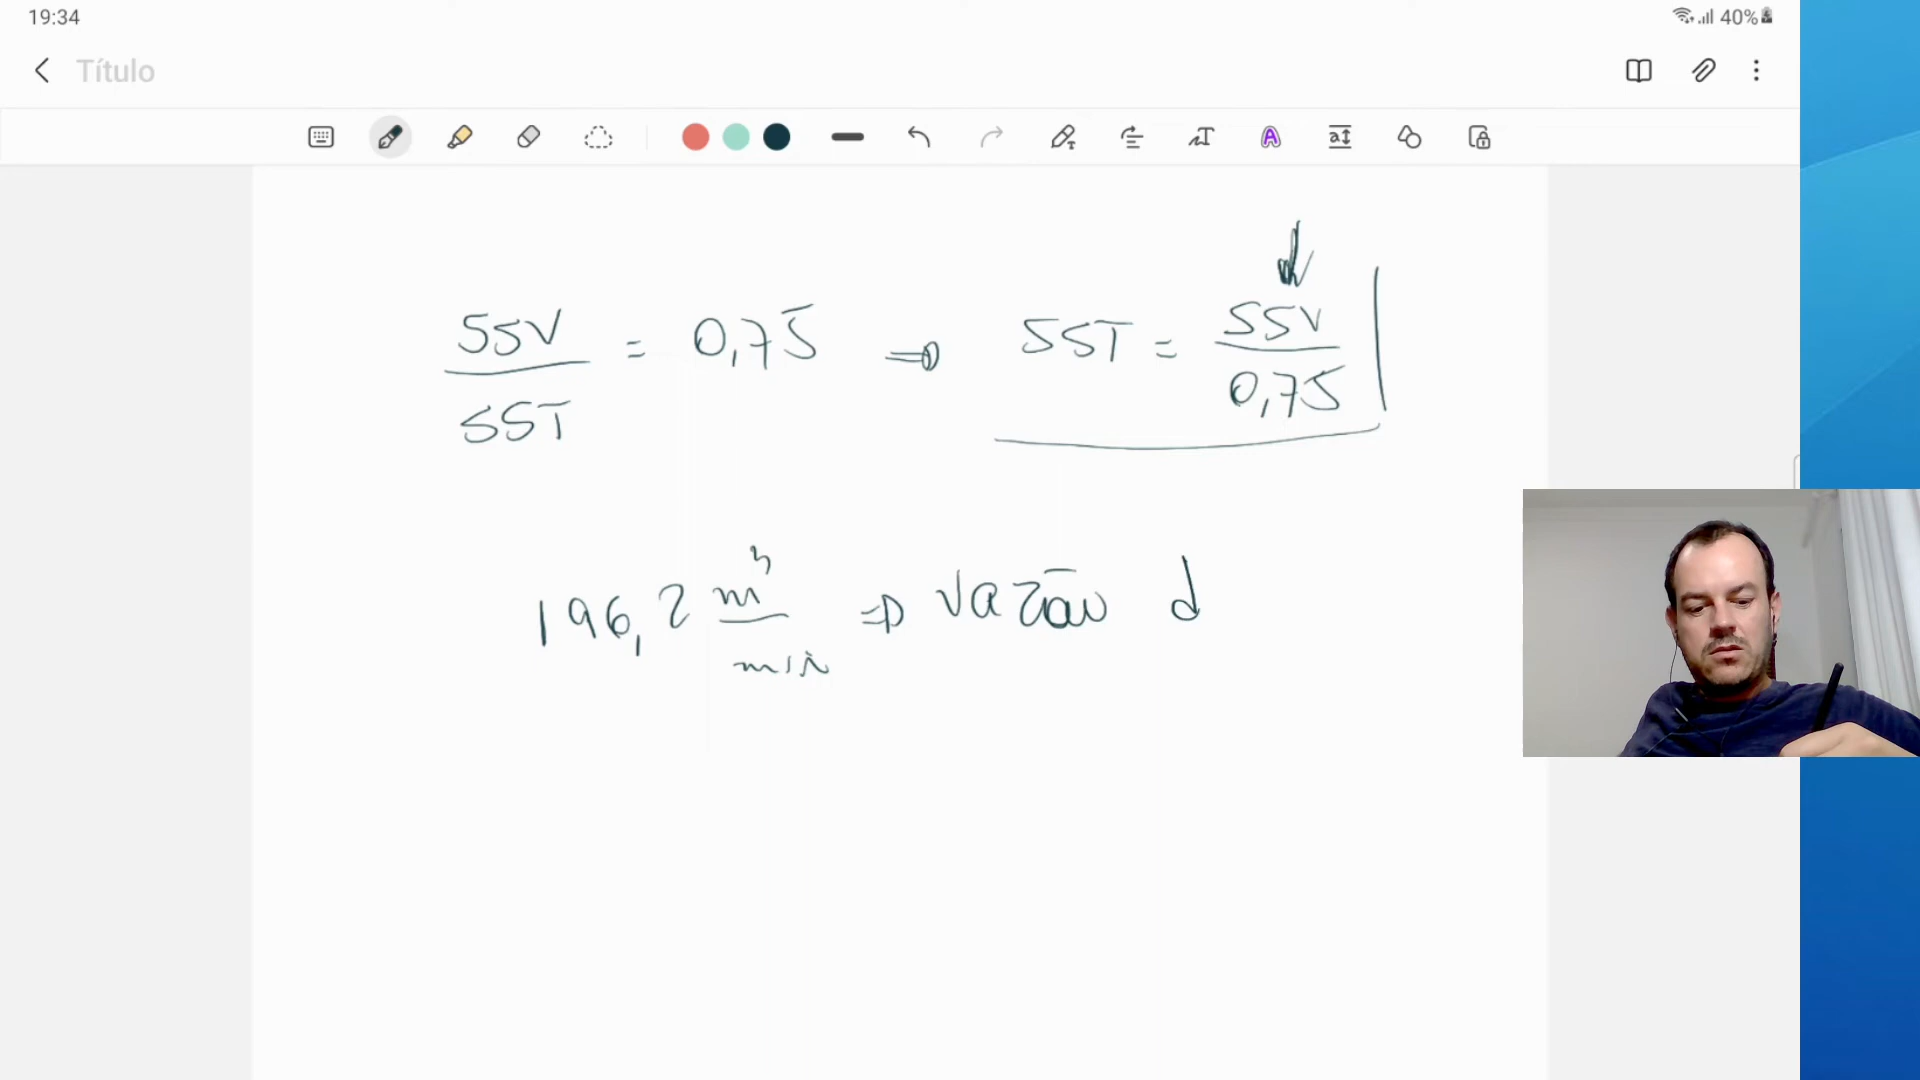 19:34 40%
Título
SSV / SST = 0,75 ⇒ SST = SSV / 0,75
196,2 m³ / min ⇒ vazão d